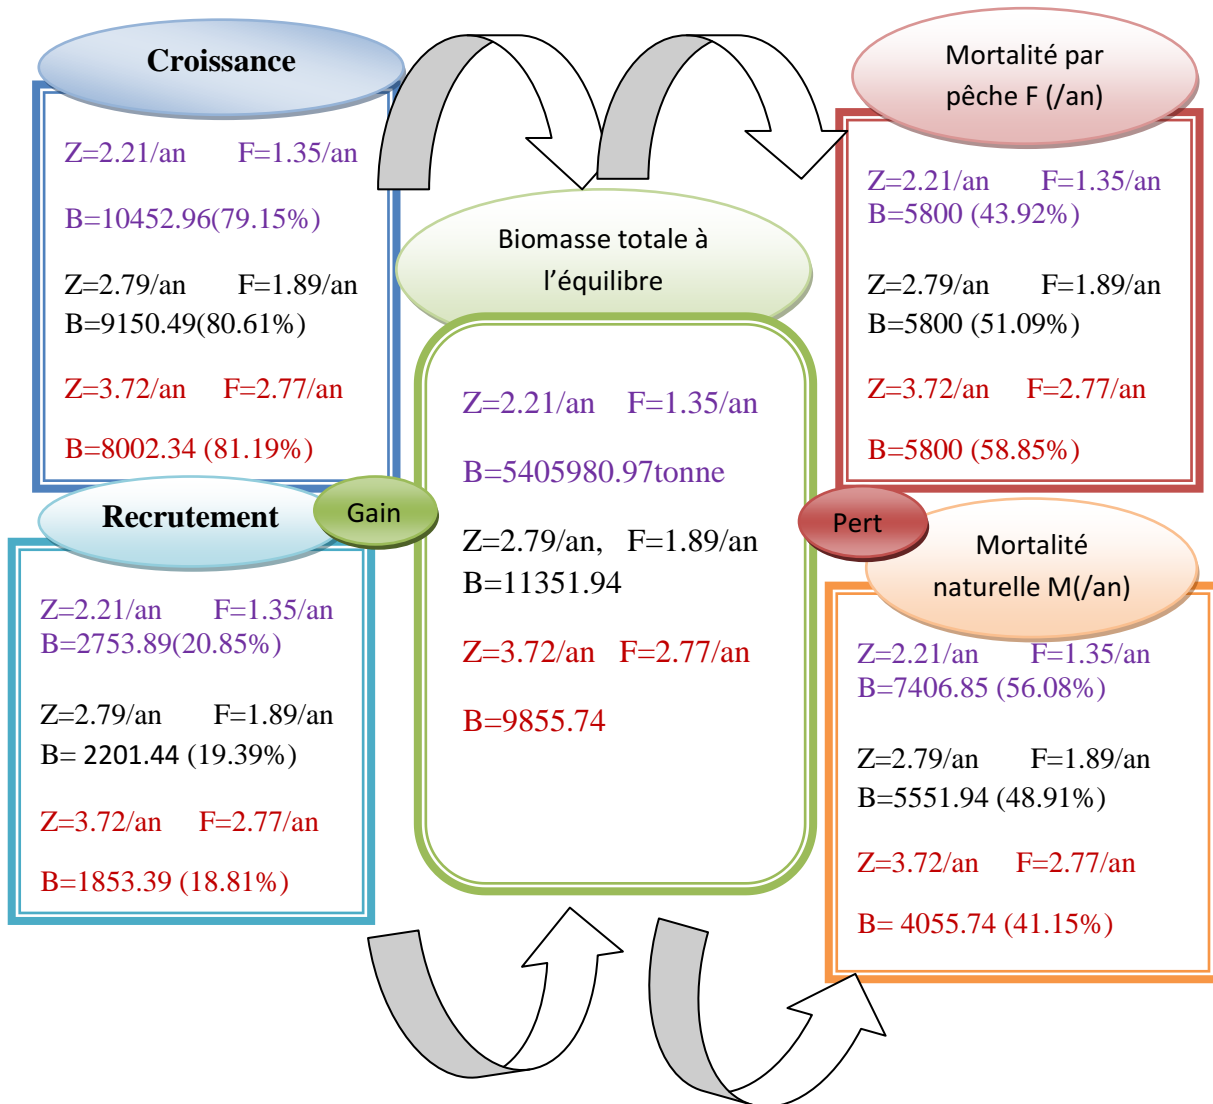 Croissance
Z=2.21/an F=1.35/an
B=10452.96(79.15%)
Z=2.79/an F=1.89/an
B=9150.49(80.61%)
Z=3.72/an F=2.77/an
B=8002.34 (81.19%)
Recrutement
Z=2.21/an F=1.35/an
B=2753.89(20.85%)
Z=2.79/an F=1.89/an
B= 2201.44 (19.39%)
Z=3.72/an F=2.77/an
B=1853.39 (18.81%)
Gain
Biomasse totale à
l’équilibre
Z=2.21/an F=1.35/an
B=5405980.97tonne
Z=2.79/an, F=1.89/an
B=11351.94
Z=3.72/an F=2.77/an
B=9855.74
Pert
Mortalité par
pêche F (/an)
Z=2.21/an F=1.35/an
B=5800 (43.92%)
Z=2.79/an F=1.89/an
B=5800 (51.09%)
Z=3.72/an F=2.77/an
B=5800 (58.85%)
Mortalité
naturelle M(/an)
Z=2.21/an F=1.35/an
B=7406.85 (56.08%)
Z=2.79/an F=1.89/an
B=5551.94 (48.91%)
Z=3.72/an F=2.77/an
B= 4055.74 (41.15%)